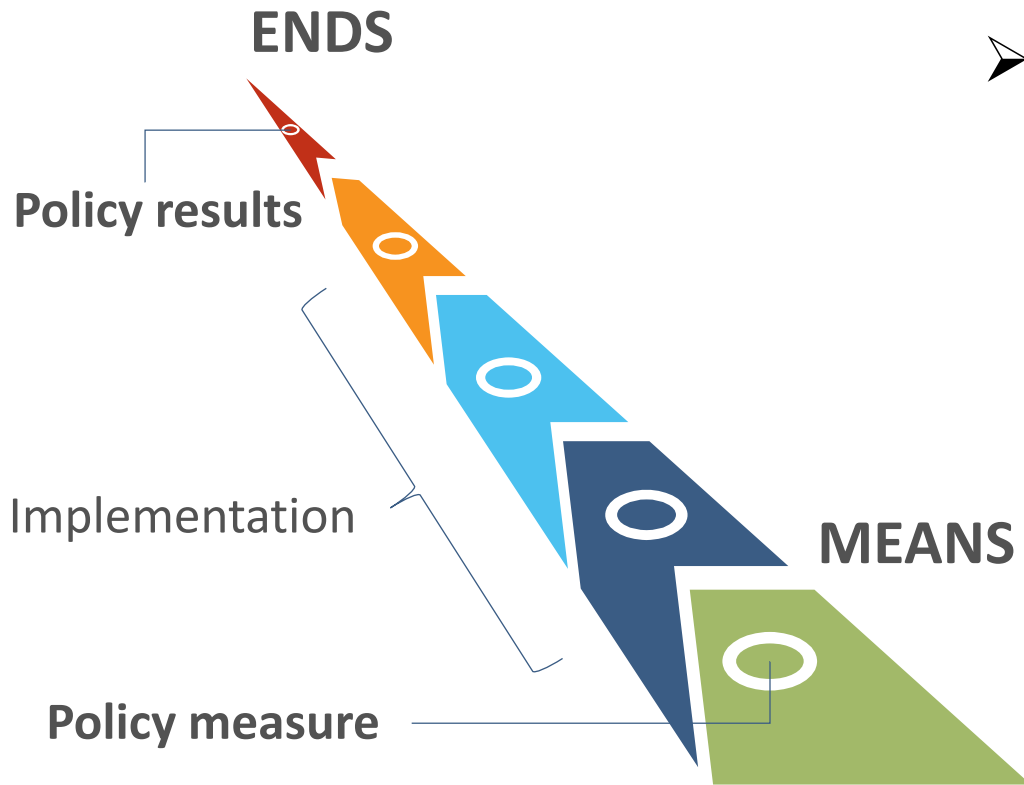 ENDS
Policy results
Implementation
MEANS
Policy measure